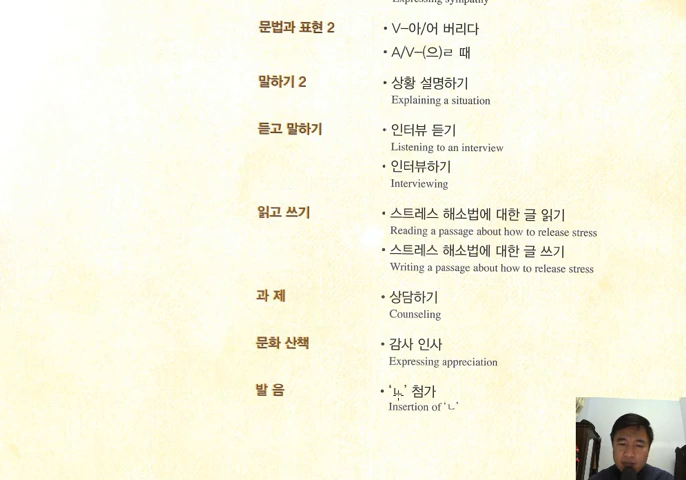 Expressing sympathy
문법과 표현 2
• V-아/어 버리다
• A/V-(으)ㄹ 때
말하기 2
• 상황 설명하기
Explaining a situation
듣고 말하기
• 인터뷰 듣기
Listening to an interview
• 인터뷰하기
Interviewing
읽고 쓰기
• 스트레스 해소법에 대한 글 읽기
Reading a passage about how to release stress
• 스트레스 해소법에 대한 글 쓰기
Writing a passage about how to release stress
과 제
• 상담하기
Counseling
문화 산책
• 감사 인사
Expressing appreciation
발 음
• ‘ㄴ’ 첨가
Insertion of ‘ㄴ’